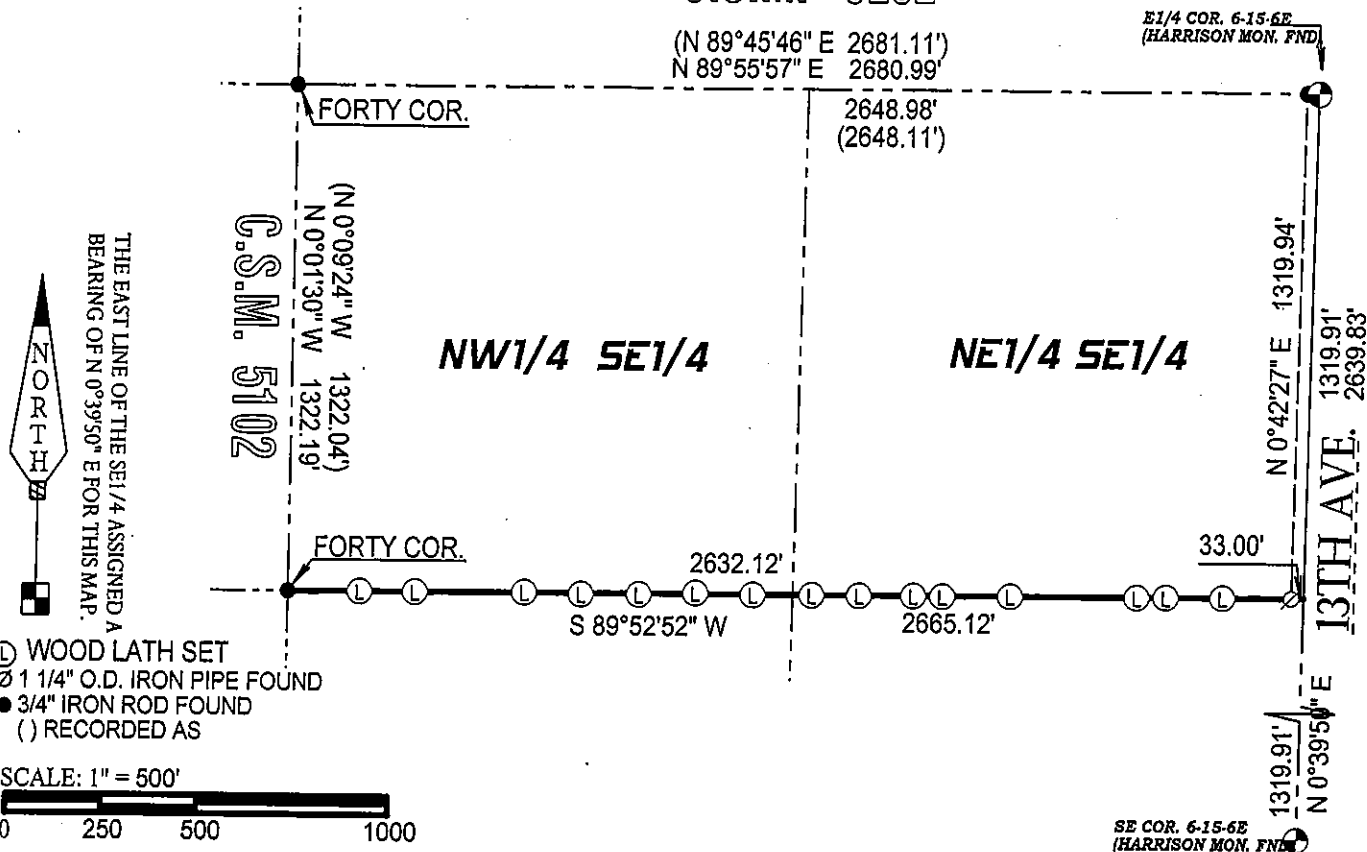 E1/4 COR. 6-15-6E
(HARRISON MON. FND)
(N 89°45'46" E 2681.11')
N 89°55'57" E 2680.99'
2648.98'
(2648.11')
FORTY COR.
(N 0°09'24" W 1322.04')
N 0°01'30" W 1322.19'
C.S.M. 5102
THE EAST LINE OF THE SE1/4 ASSIGNED A
BEARING OF N 0°39'50" E FOR THIS MAP.
NORTH
NW1/4 SE1/4
NE1/4 SE1/4
N 0°42'27" E 1319.94'
1319.91'
2639.83'
13TH AVE.
FORTY COR.
2632.12'
33.00'
L L L L L L L L L L L L L L L
S 89°52'52" W
2665.12'
L WOOD LATH SET
Ø 1 1/4" O.D. IRON PIPE FOUND
● 3/4" IRON ROD FOUND
( ) RECORDED AS
SCALE: 1" = 500'
0 250 500 1000
1319.91'
N 0°39'50" E
SE COR. 6-15-6E
(HARRISON MON. FND